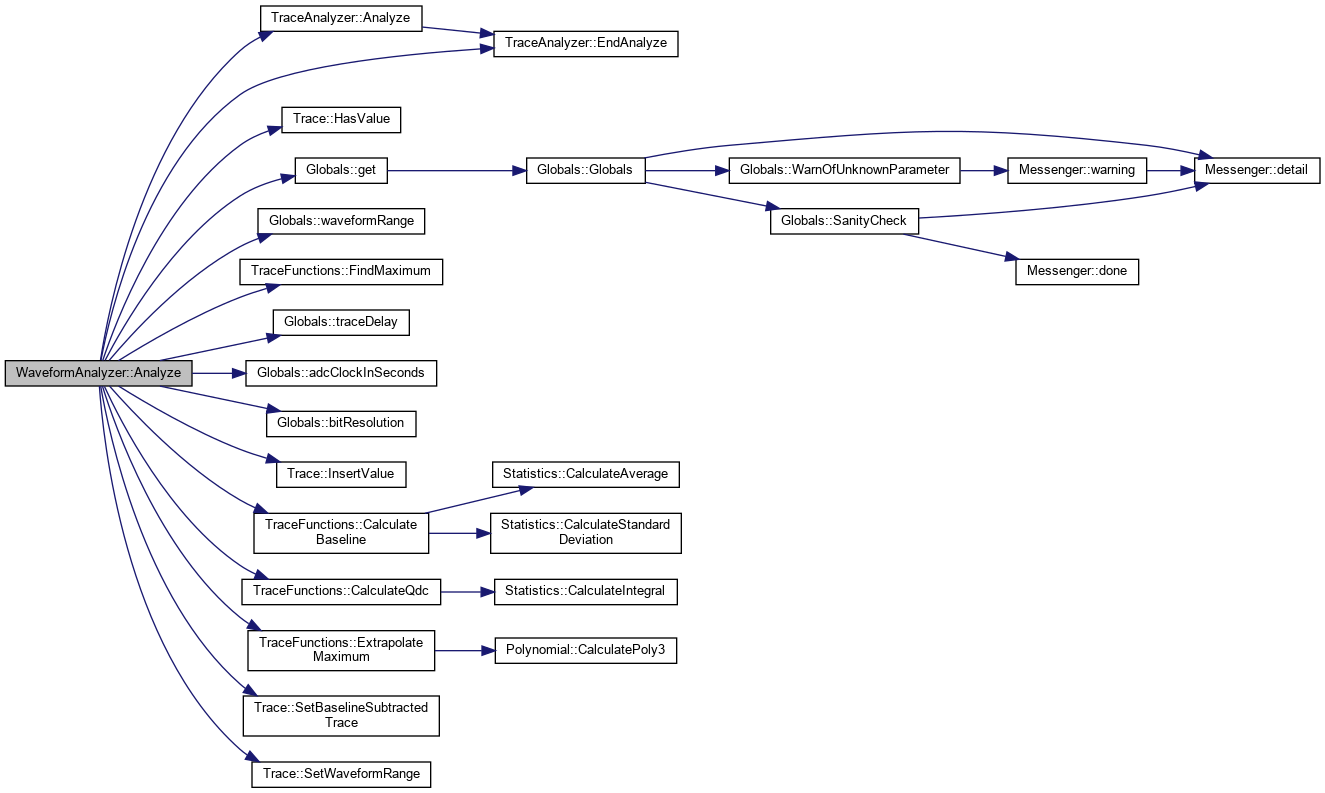 TraceAnalyzer::Analyze
TraceAnalyzer::EndAnalyze
Trace::HasValue
Globals::get
Globals::Globals
Globals::WarnOfUnknownParameter
Messenger::warning
Messenger::detail
Globals::waveformRange
Globals::SanityCheck
TraceFunctions::FindMaximum
Messenger::done
Globals::traceDelay
WaveformAnalyzer::Analyze
Globals::adcClockInSeconds
Globals::bitResolution
Trace::InsertValue
Statistics::CalculateAverage
TraceFunctions::Calculate
Baseline
Statistics::CalculateStandard
Deviation
TraceFunctions::CalculateQdc
Statistics::CalculateIntegral
TraceFunctions::Extrapolate
Maximum
Polynomial::CalculatePoly3
Trace::SetBaselineSubtracted
Trace
Trace::SetWaveformRange